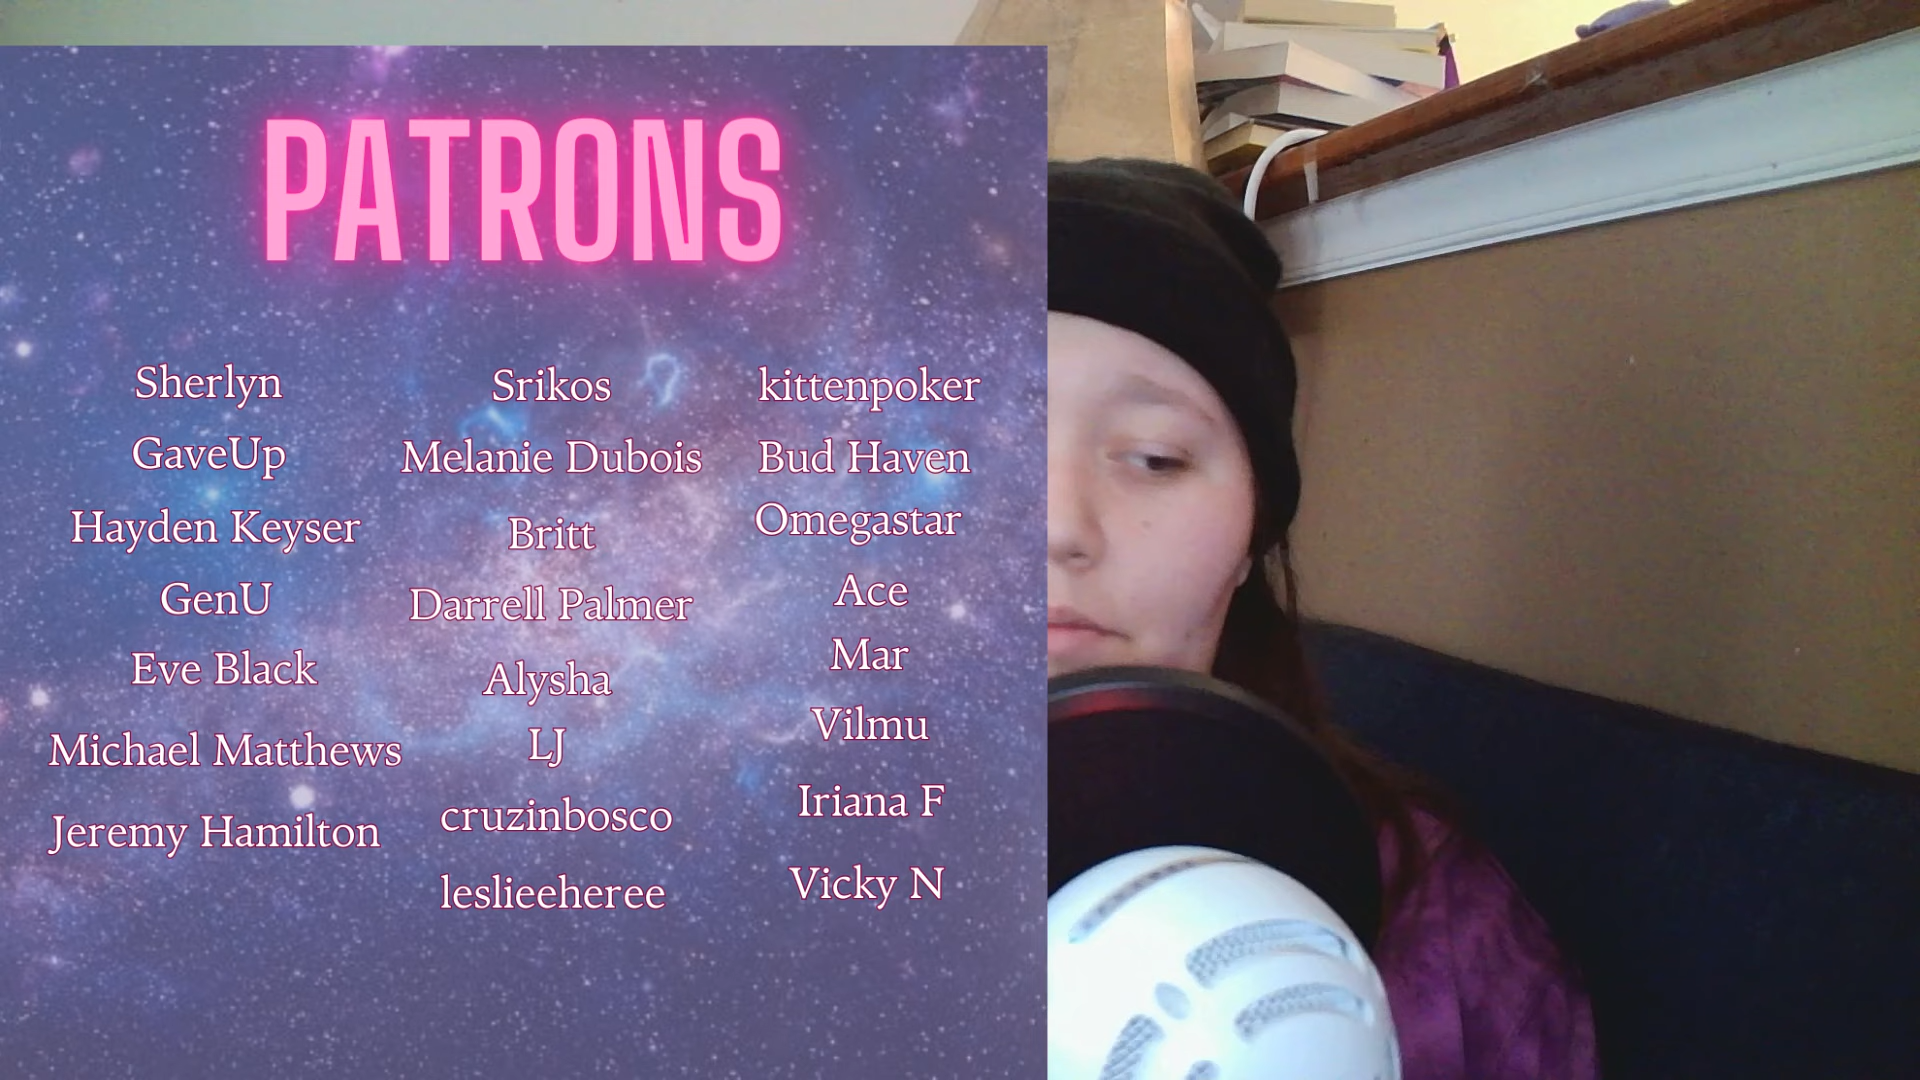 PATRONS
Sherlyn
GaveUp
Hayden Keyser
GenU
Eve Black
Michael Matthews
Jeremy Hamilton
Srikos
Melanie Dubois
Britt
Darrell Palmer
Alysha
LJ
cruzinbosco
leslieeheree
kittenpoker
Bud Haven
Omegastar
Ace
Mar
Vilmu
Iriana F
Vicky N